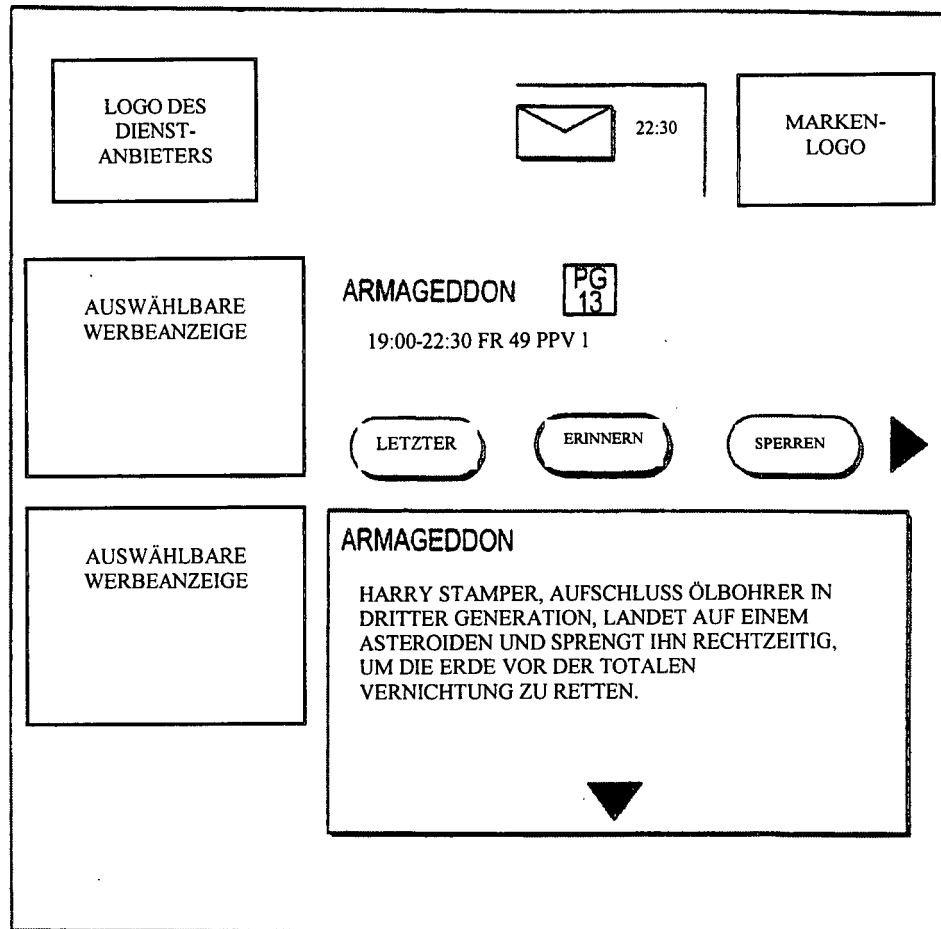 LOGO DES
DIENST-
ANBIETERS
22:30
MARKEN-
LOGO
AUSWÄHLBARE
WERBEANZEIGE
ARMAGEDDON
PG
13
19:00-22:30 FR 49 PPV 1
LETZTER
ERINNERN
SPERREN
AUSWÄHLBARE
WERBEANZEIGE
ARMAGEDDON
HARRY STAMPER, AUFSCHLUSS ÖLBOHRER IN
DRITTER GENERATION, LANDET AUF EINEM
ASTEROIDEN UND SPRENGT IHN RECHTZEITIG,
UM DIE ERDE VOR DER TOTALEN
VERNICHTUNG ZU RETTEN.